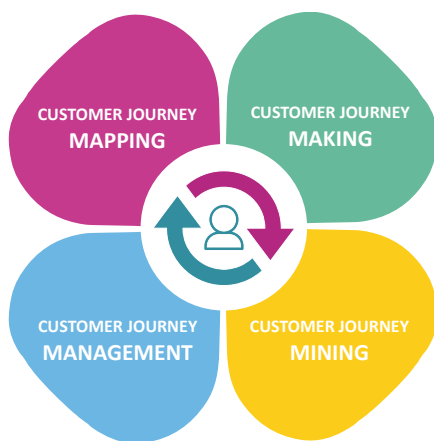 CUSTOMER JOURNEY
MAPPING
CUSTOMER JOURNEY
MAKING
CUSTOMER JOURNEY
MANAGEMENT
CUSTOMER JOURNEY
MINING